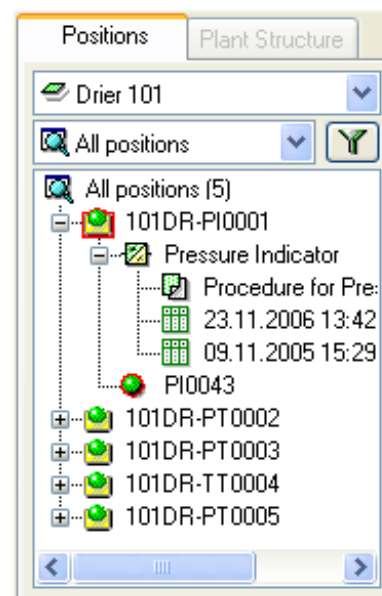 Positions
Plant Structure
Drier 101
All positions
All positions (5)
101DR-PI0001
Pressure Indicator
Procedure for Pre
23.11.2006 13:42
09.11.2005 15:29
PI0043
101DR-PT0002
101DR-PT0003
101DR-TT0004
101DR-PT0005